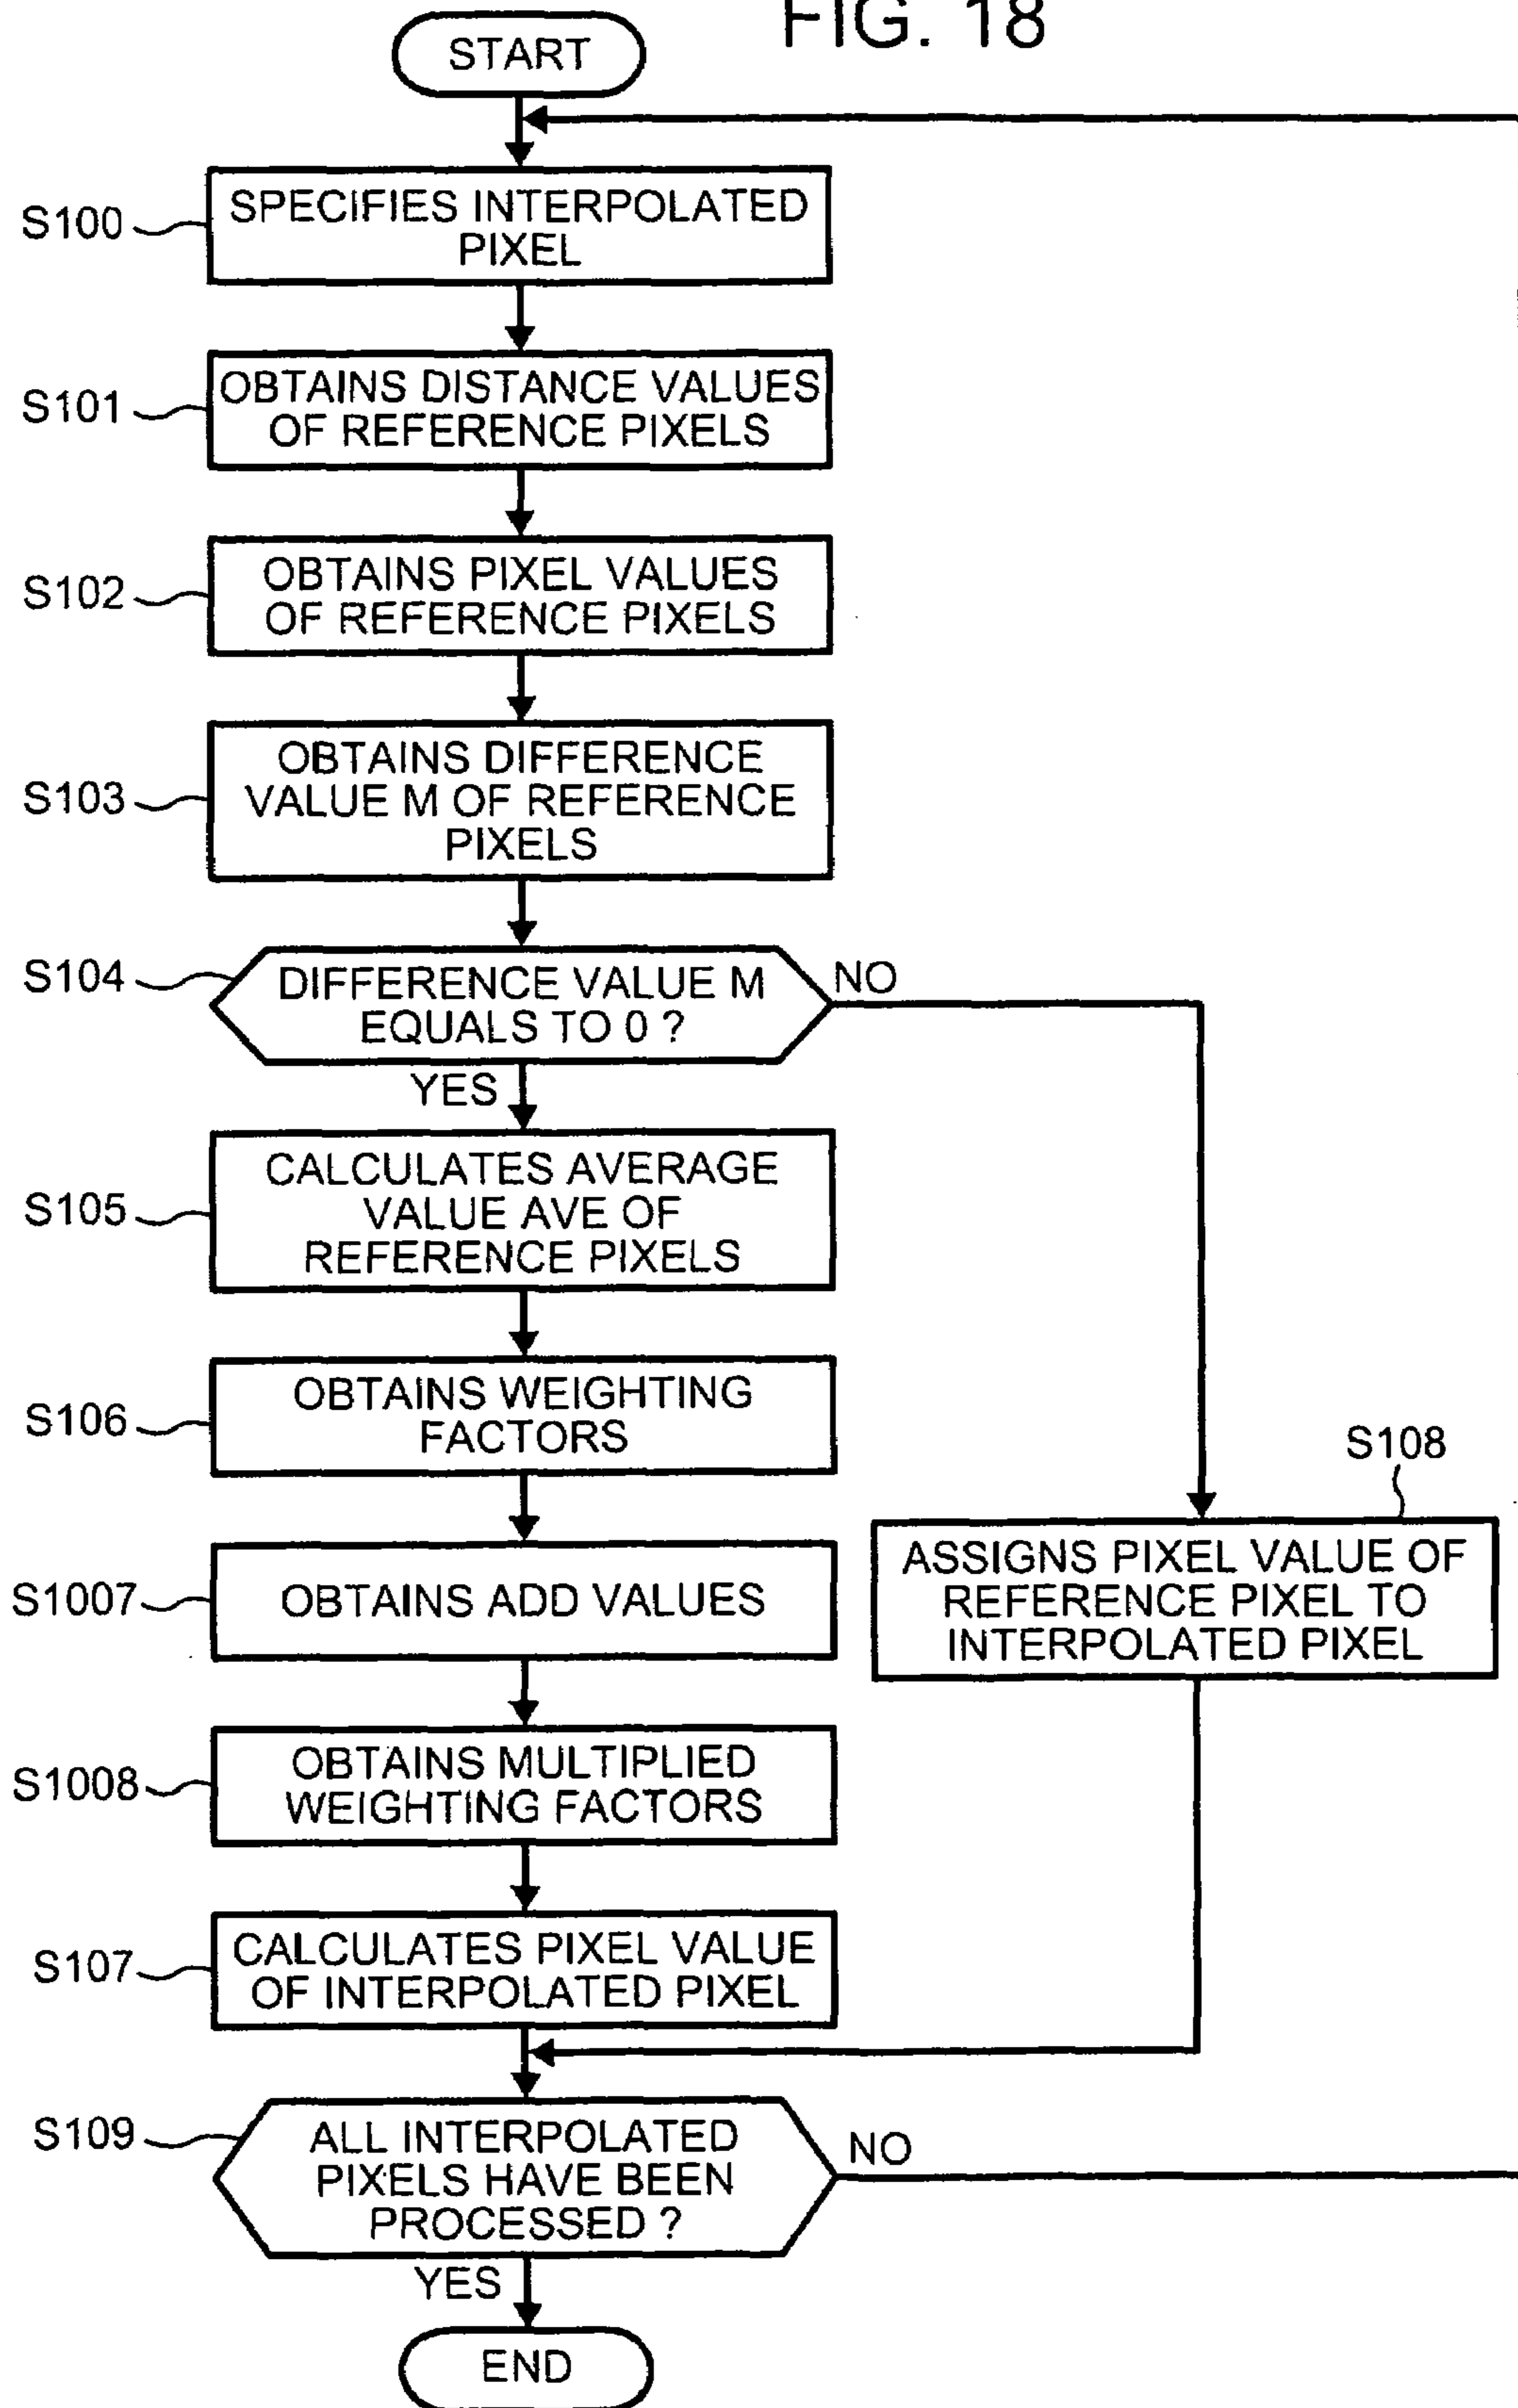 FIG. 18
START
S100
SPECIFIES INTERPOLATED
PIXEL
S101
OBTAINS DISTANCE VALUES
OF REFERENCE PIXELS
S102
OBTAINS PIXEL VALUES
OF REFERENCE PIXELS
S103
OBTAINS DIFFERENCE
VALUE M OF REFERENCE
PIXELS
S104
DIFFERENCE VALUE M
EQUALS TO 0 ?
NO
YES
S105
CALCULATES AVERAGE
VALUE AVE OF
REFERENCE PIXELS
S106
OBTAINS WEIGHTING
FACTORS
S108
ASSIGNS PIXEL VALUE OF
REFERENCE PIXEL TO
INTERPOLATED PIXEL
S1007
OBTAINS ADD VALUES
S1008
OBTAINS MULTIPLIED
WEIGHTING FACTORS
S107
CALCULATES PIXEL VALUE
OF INTERPOLATED PIXEL
S109
ALL INTERPOLATED
PIXELS HAVE BEEN
PROCESSED ?
NO
YES
END